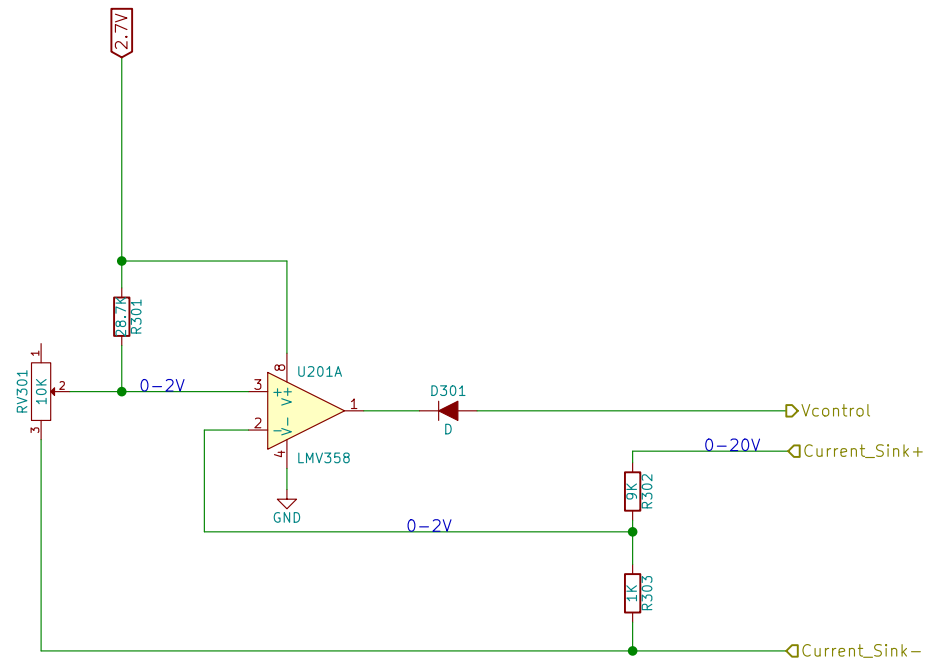 2.7V
28.7K
R301
1
RV301
10K
2
3
0-2V
3
2
8
+
V+
-
V-
4
1
U201A
LMV358
GND
D301
D
Vcontrol
0-20V
Current_Sink+
9K
R302
0-2V
1K
R303
Current_Sink-